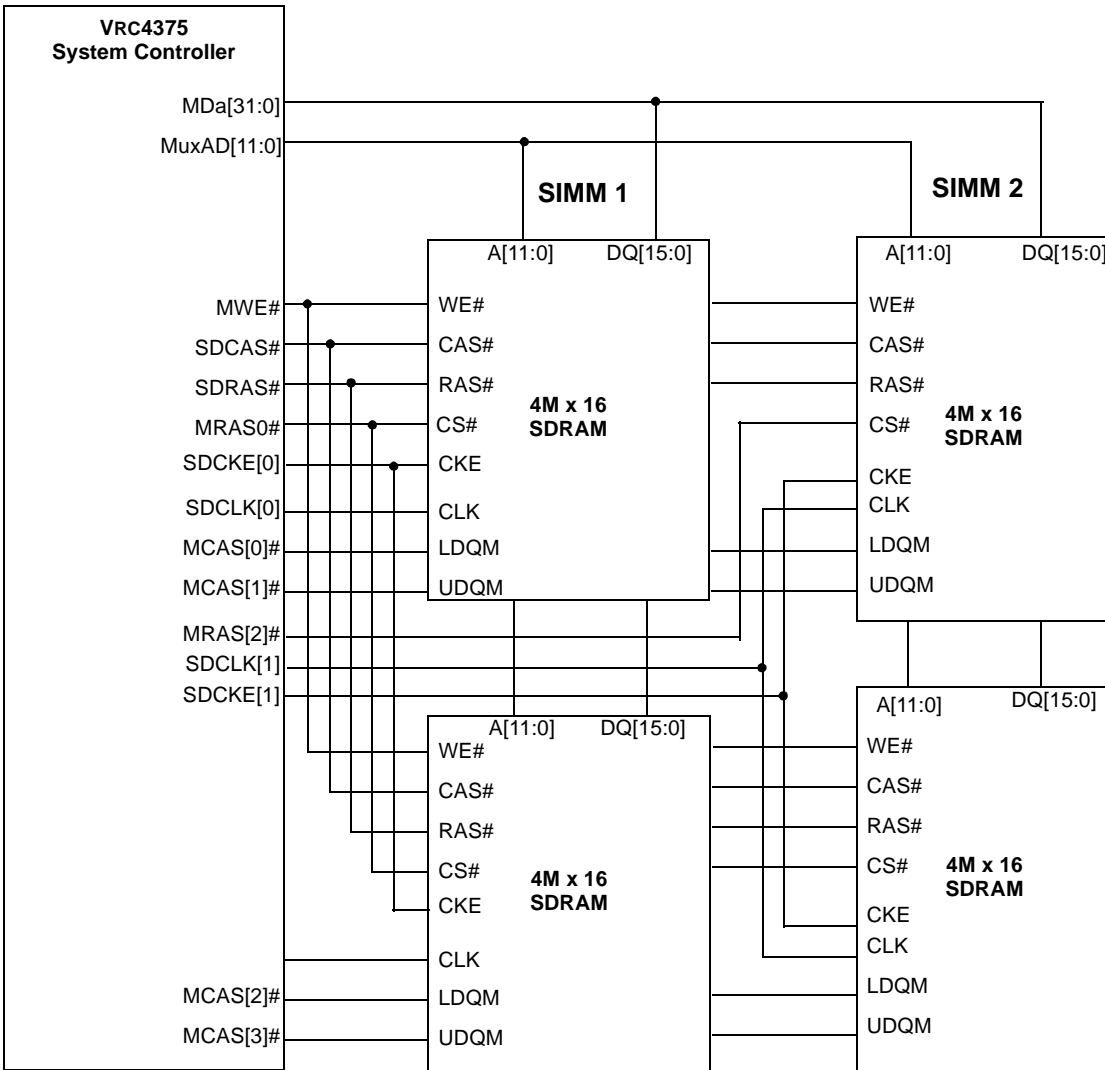 VRC4375
System Controller
MDa[31:0]
MuxAD[11:0]
MWE#
SDCAS#
SDRAS#
MRAS0#
SDCKE[0]
SDCLK[0]
MCAS[0]#
MCAS[1]#
MRAS[2]#
SDCLK[1]
SDCKE[1]
MCAS[2]#
MCAS[3]#
SIMM 1
A[11:0] DQ[15:0]
WE#
CAS#
RAS#
CS#
CKE
CLK
LDQM
UDQM
4M x 16
SDRAM
SIMM 2
A[11:0] DQ[15:0]
WE#
CAS#
RAS#
CS#
CKE
CLK
LDQM
UDQM
4M x 16
SDRAM
A[11:0] DQ[15:0]
WE#
CAS#
RAS#
CS#
CKE
CLK
LDQM
UDQM
4M x 16
SDRAM
A[11:0] DQ[15:0]
WE#
CAS#
RAS#
CS#
CKE
CLK
LDQM
UDQM
4M x 16
SDRAM